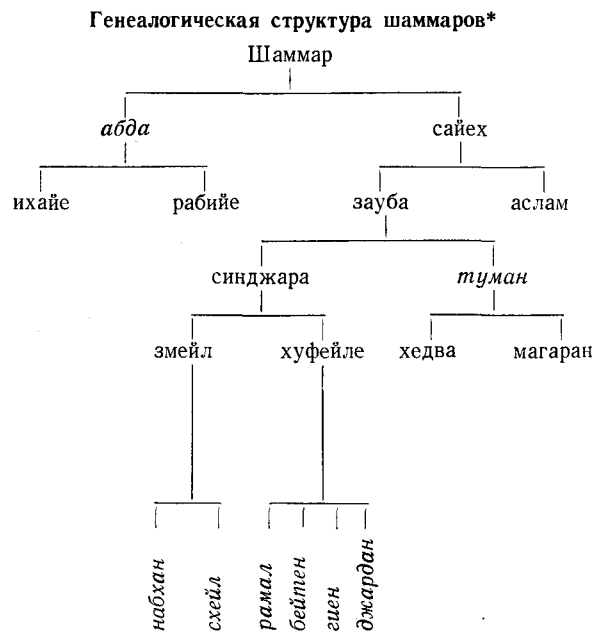 Генеалогическая структура шаммаров*
Шаммар
абда сайех
ихайе рабийе зауба аслам
синджара туман
змейл хуфейле хедва магаран
набхан схейл рамал бейтен гиен джардан